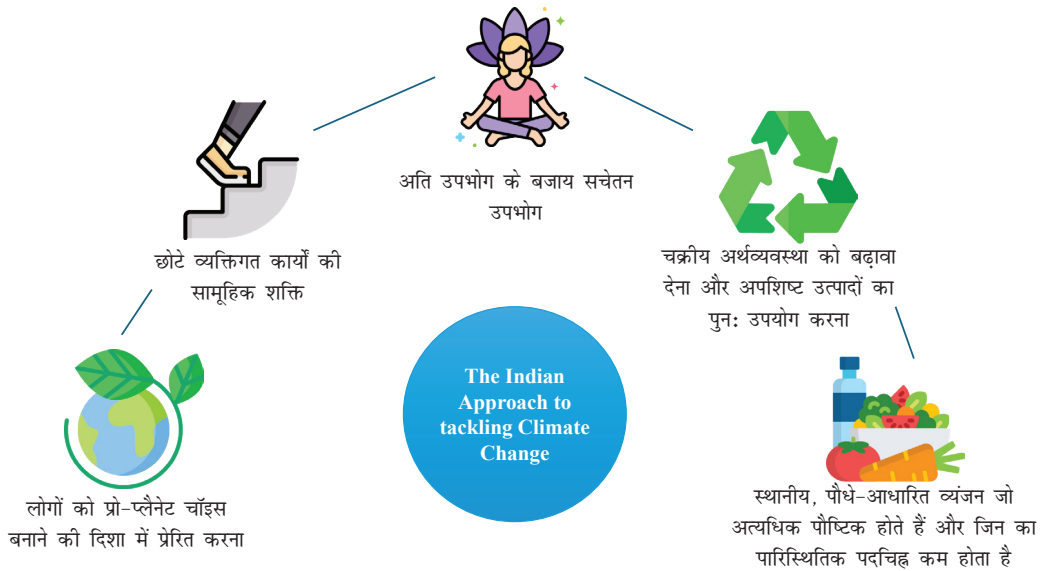 अति उपभोग के बजाय सचेतन
उपभोग
छोटे व्यक्तिगत कार्यों की
सामूहिक शक्ति
चक्रीय अर्थव्यवस्था को बढ़ावा
देना और अपशिष्ट उत्पादों का
पुन: उपयोग करना
The Indian
Approach to
tackling Climate
Change
लोगों को प्रो-प्लैनेट चॉइस
बनाने की दिशा में प्रेरित करना
स्थानीय, पौधे-आधारित व्यंजन जो
अत्यधिक पौष्टिक होते हैं और जिन का
पारिस्थितिक पदचिह्न कम होता है